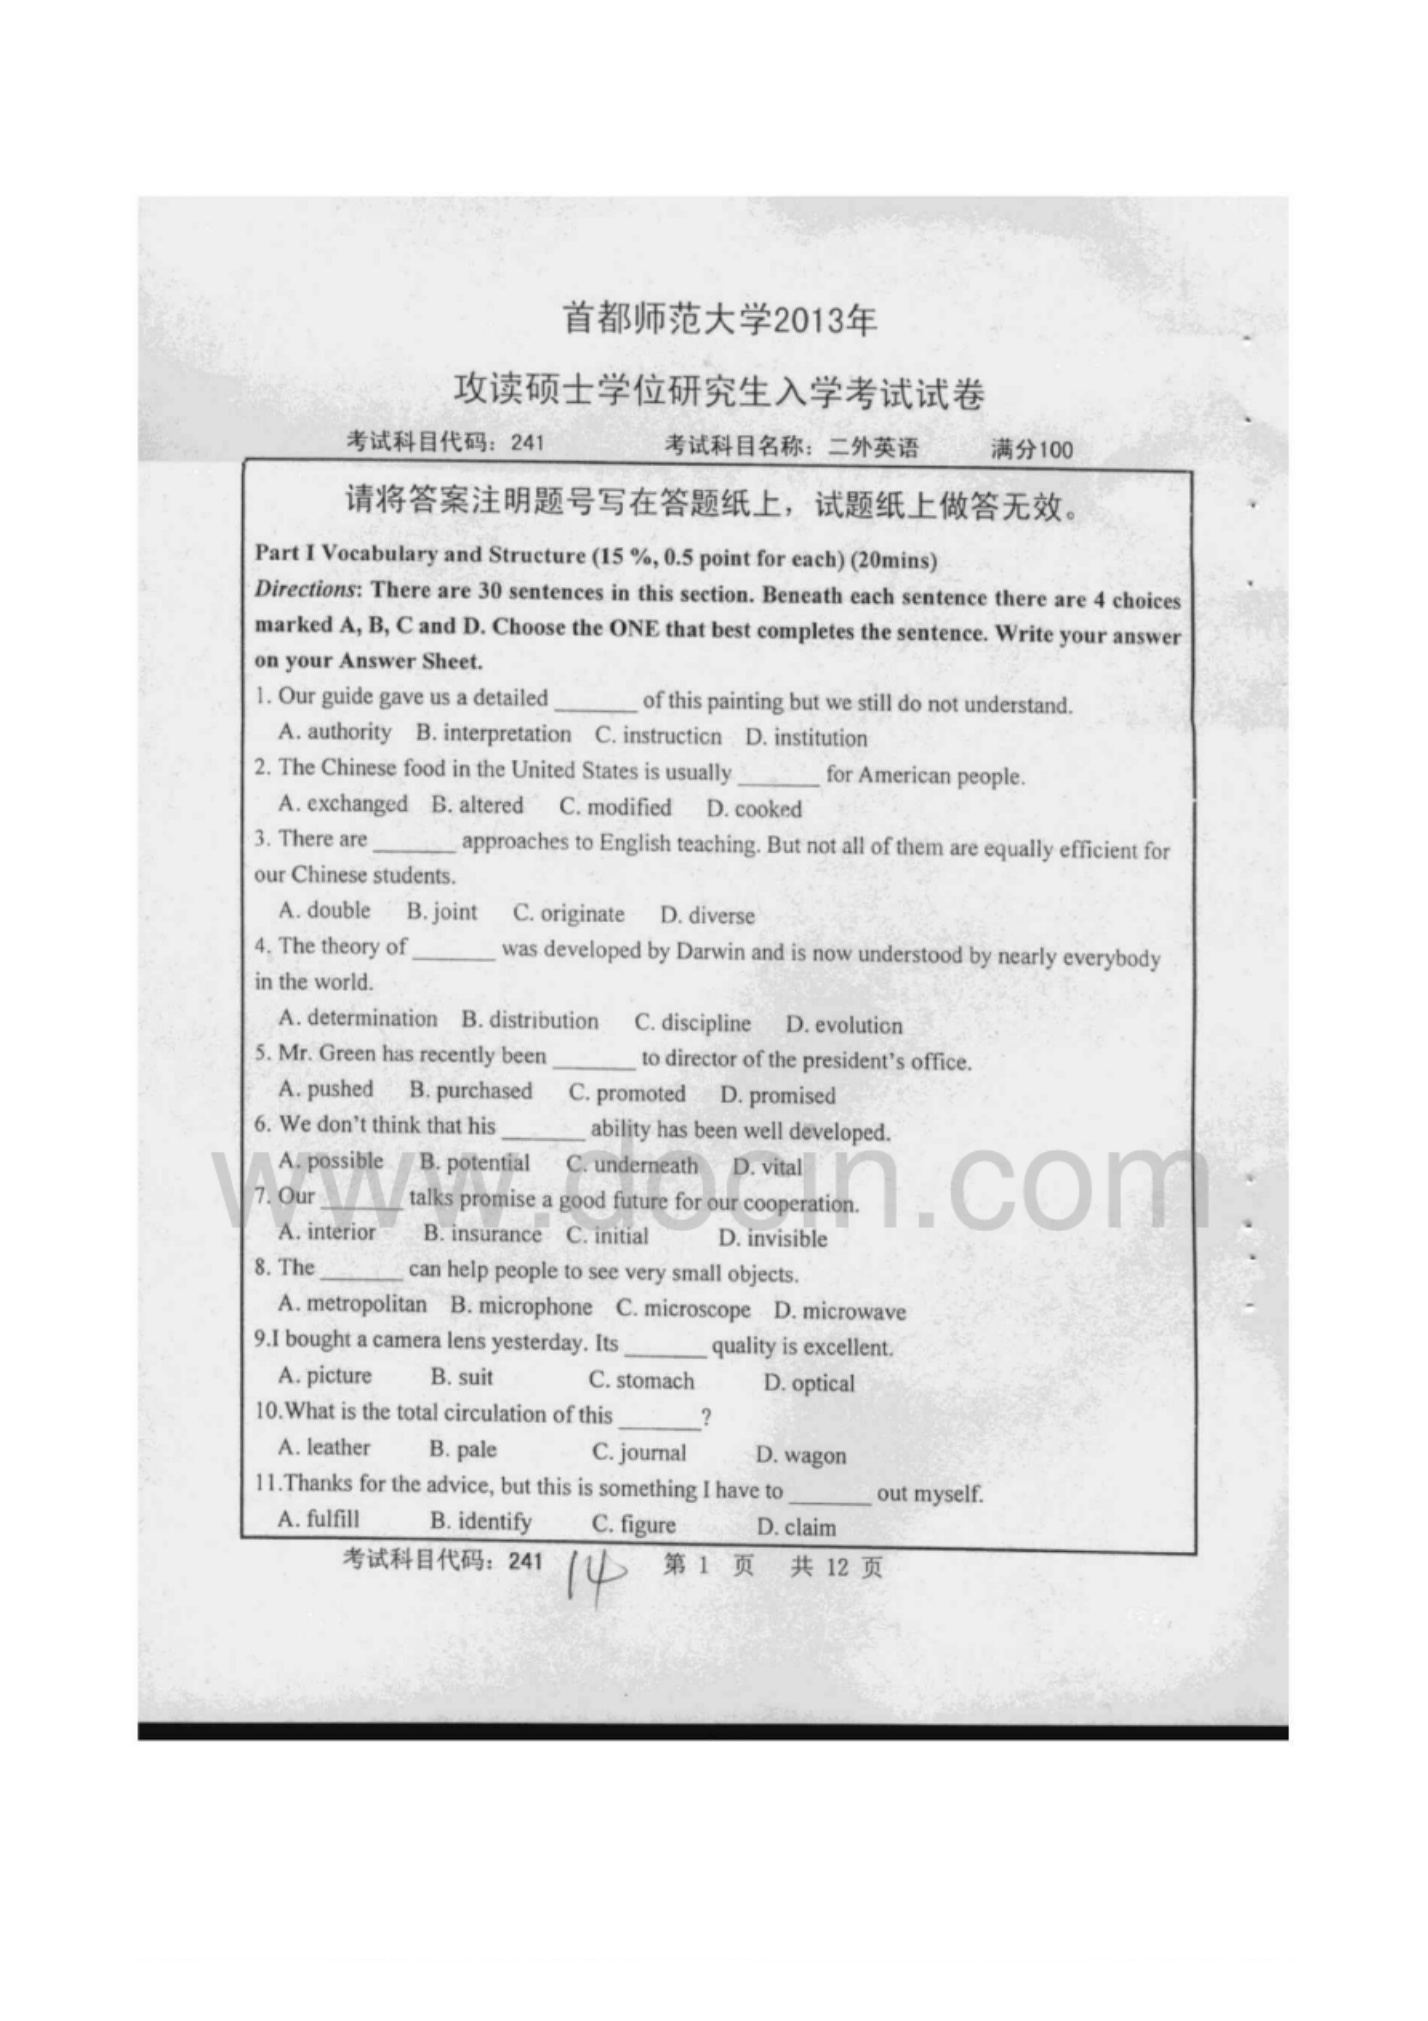 首都师范大学2013年
攻读硕士学位研究生入学考试试卷
考试科目代码：241 考试科目名称：二外英语 满分100
请将答案注明题号写在答题纸上，试题纸上做答无效。
Part I Vocabulary and Structure (15 %, 0.5 point for each) (20mins)
Directions: There are 30 sentences in this section. Beneath each sentence there are 4 choices
marked A, B, C and D. Choose the ONE that best completes the sentence. Write your answer
on your Answer Sheet.
1. Our guide gave us a detailed _______ of this painting but we still do not understand.
A. authority B. interpretation C. instruction D. institution
2. The Chinese food in the United States is usually _______ for American people.
A. exchanged B. altered C. modified D. cooked
3. There are _______ approaches to English teaching. But not all of them are equally efficient for
our Chinese students.
A. double B. joint C. originate D. diverse
4. The theory of _______ was developed by Darwin and is now understood by nearly everybody
in the world.
A. determination B. distribution C. discipline D. evolution
5. Mr. Green has recently been _______ to director of the president's office.
A. pushed B. purchased C. promoted D. promised
6. We don't think that his _______ ability has been well developed.
A. possible B. potential C. underneath D. vital
www.docin.com
7. Our _______ talks promise a good future for our cooperation.
A. interior B. insurance C. initial D. invisible
8. The _______ can help people to see very small objects.
A. metropolitan B. microphone C. microscope D. microwave
9.I bought a camera lens yesterday. Its _______ quality is excellent.
A. picture B. suit C. stomach D. optical
10.What is the total circulation of this _______?
A. leather B. pale C. journal D. wagon
11.Thanks for the advice, but this is something I have to _______ out myself.
A. fulfill B. identify C. figure D. claim
考试科目代码：241 14 第 1 页 共 12 页